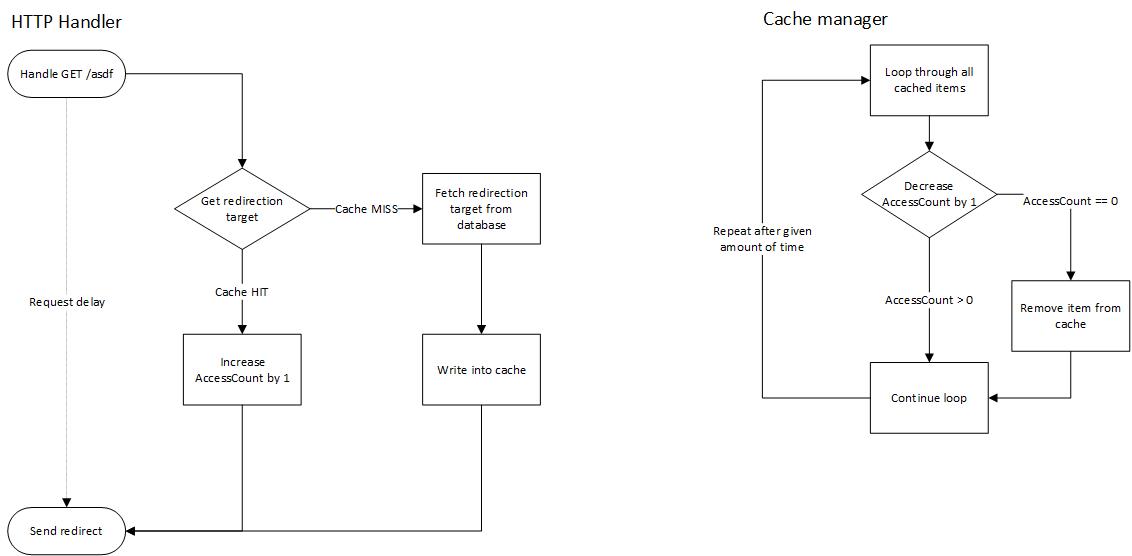 HTTP Handler
Handle GET /asdf
Get redirection
target
Cache MISS
Fetch redirection
target from
database
Request delay
Cache HIT
Increase
AccessCount by 1
Write into cache
Send redirect
Cache manager
Loop through all
cached items
Decrease
AccessCount by 1
AccessCount == 0
Repeat after given
amount of time
AccessCount > 0
Remove item from
cache
Continue loop